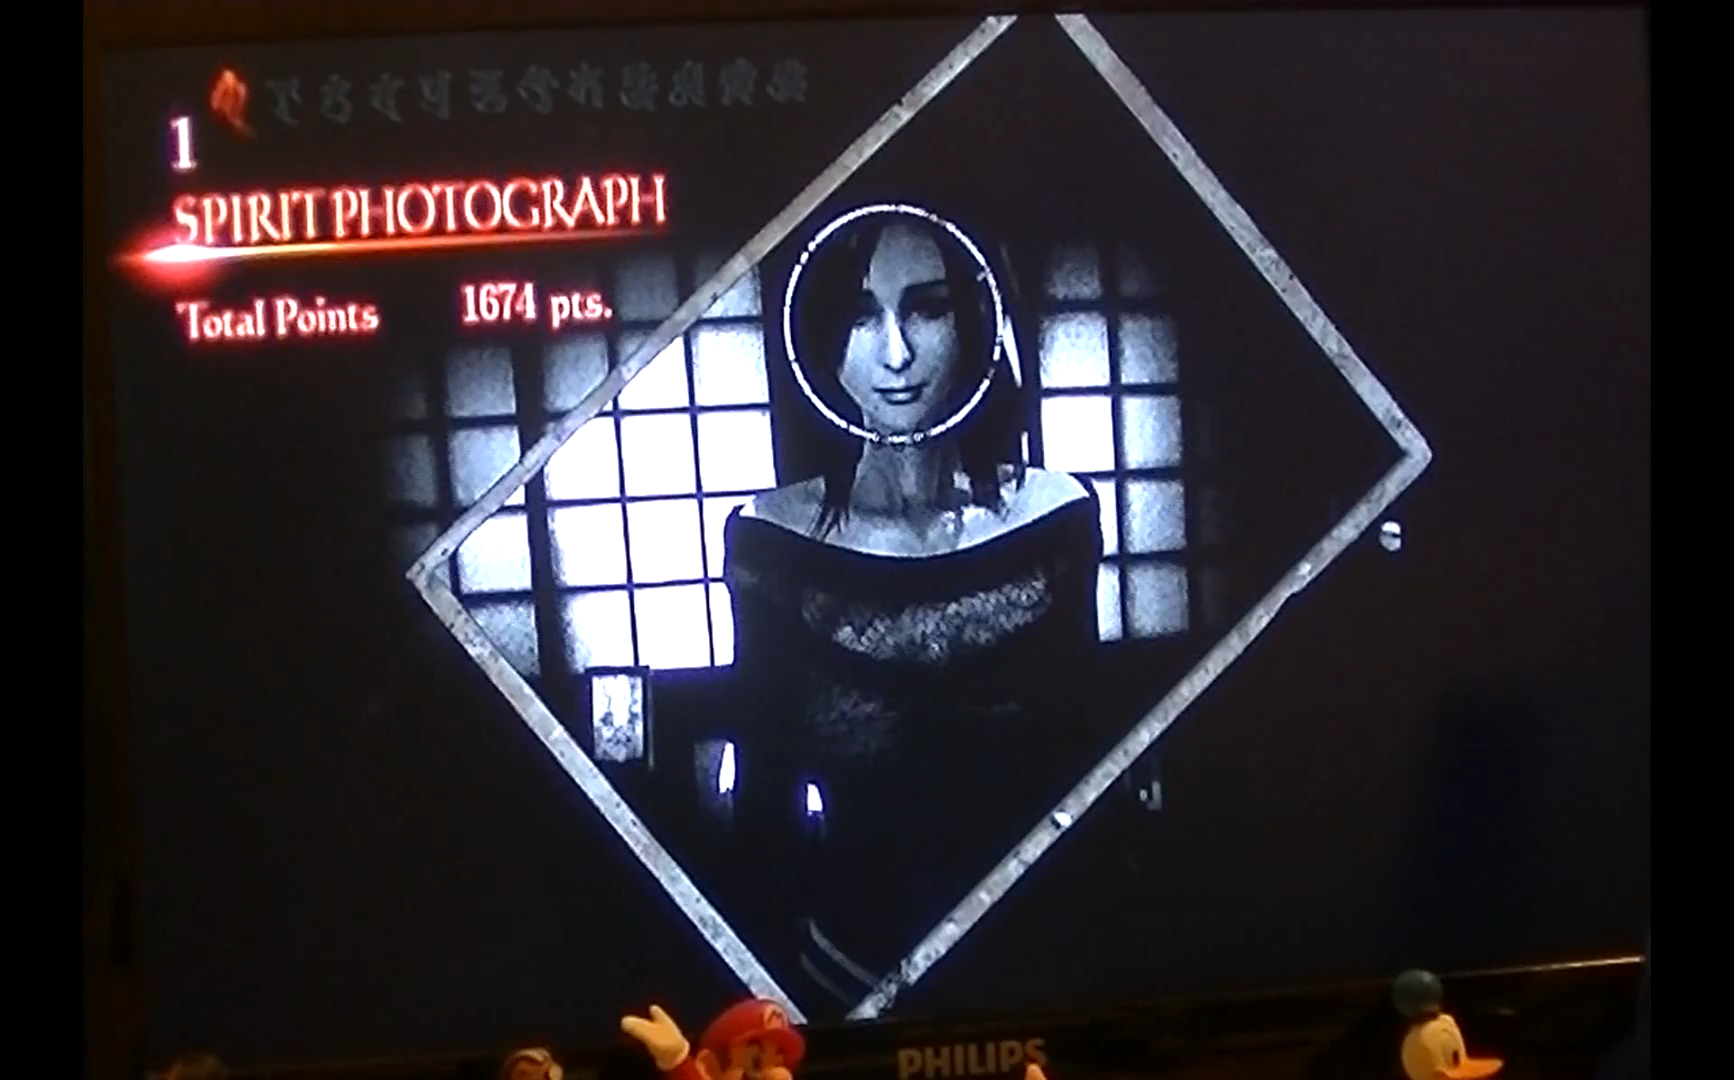 1
SPIRIT PHOTOGRAPH
Total Points 1674 pts.
M
PHILIPS